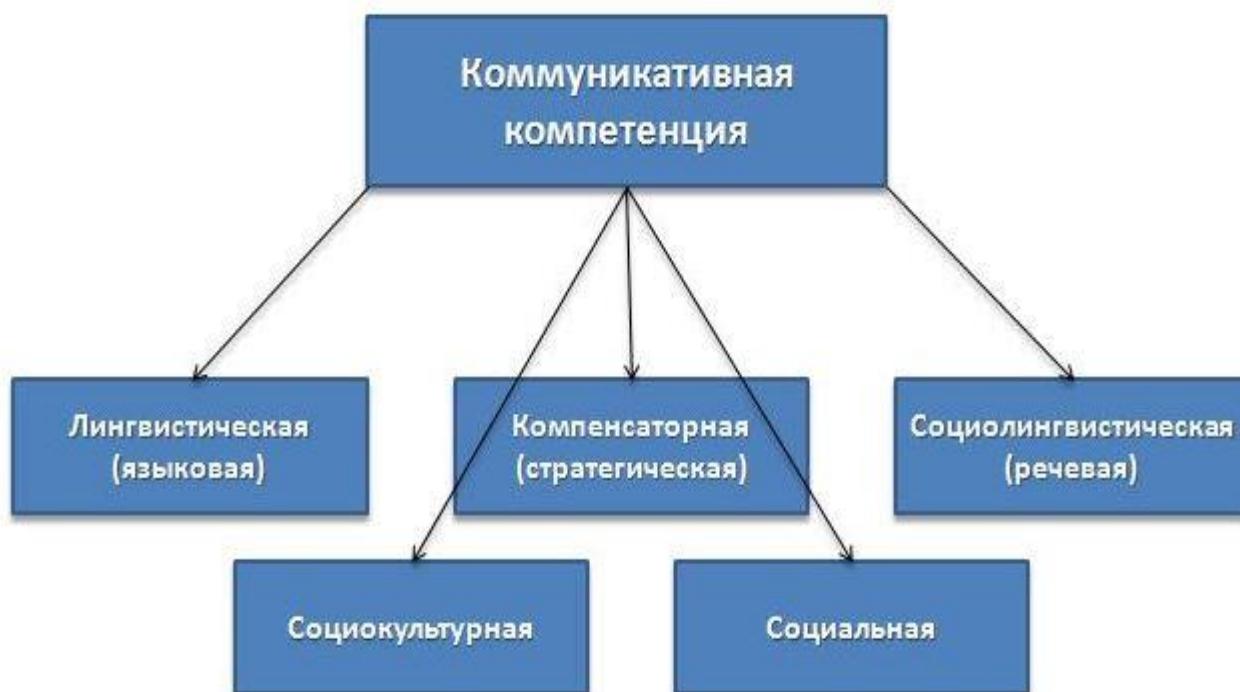 Коммуникативная
компетенция
Лингвистическая
(языковая)
Компенсаторная
(стратегическая)
Социолингвистическая
(речевая)
Социокультурная
Социальная